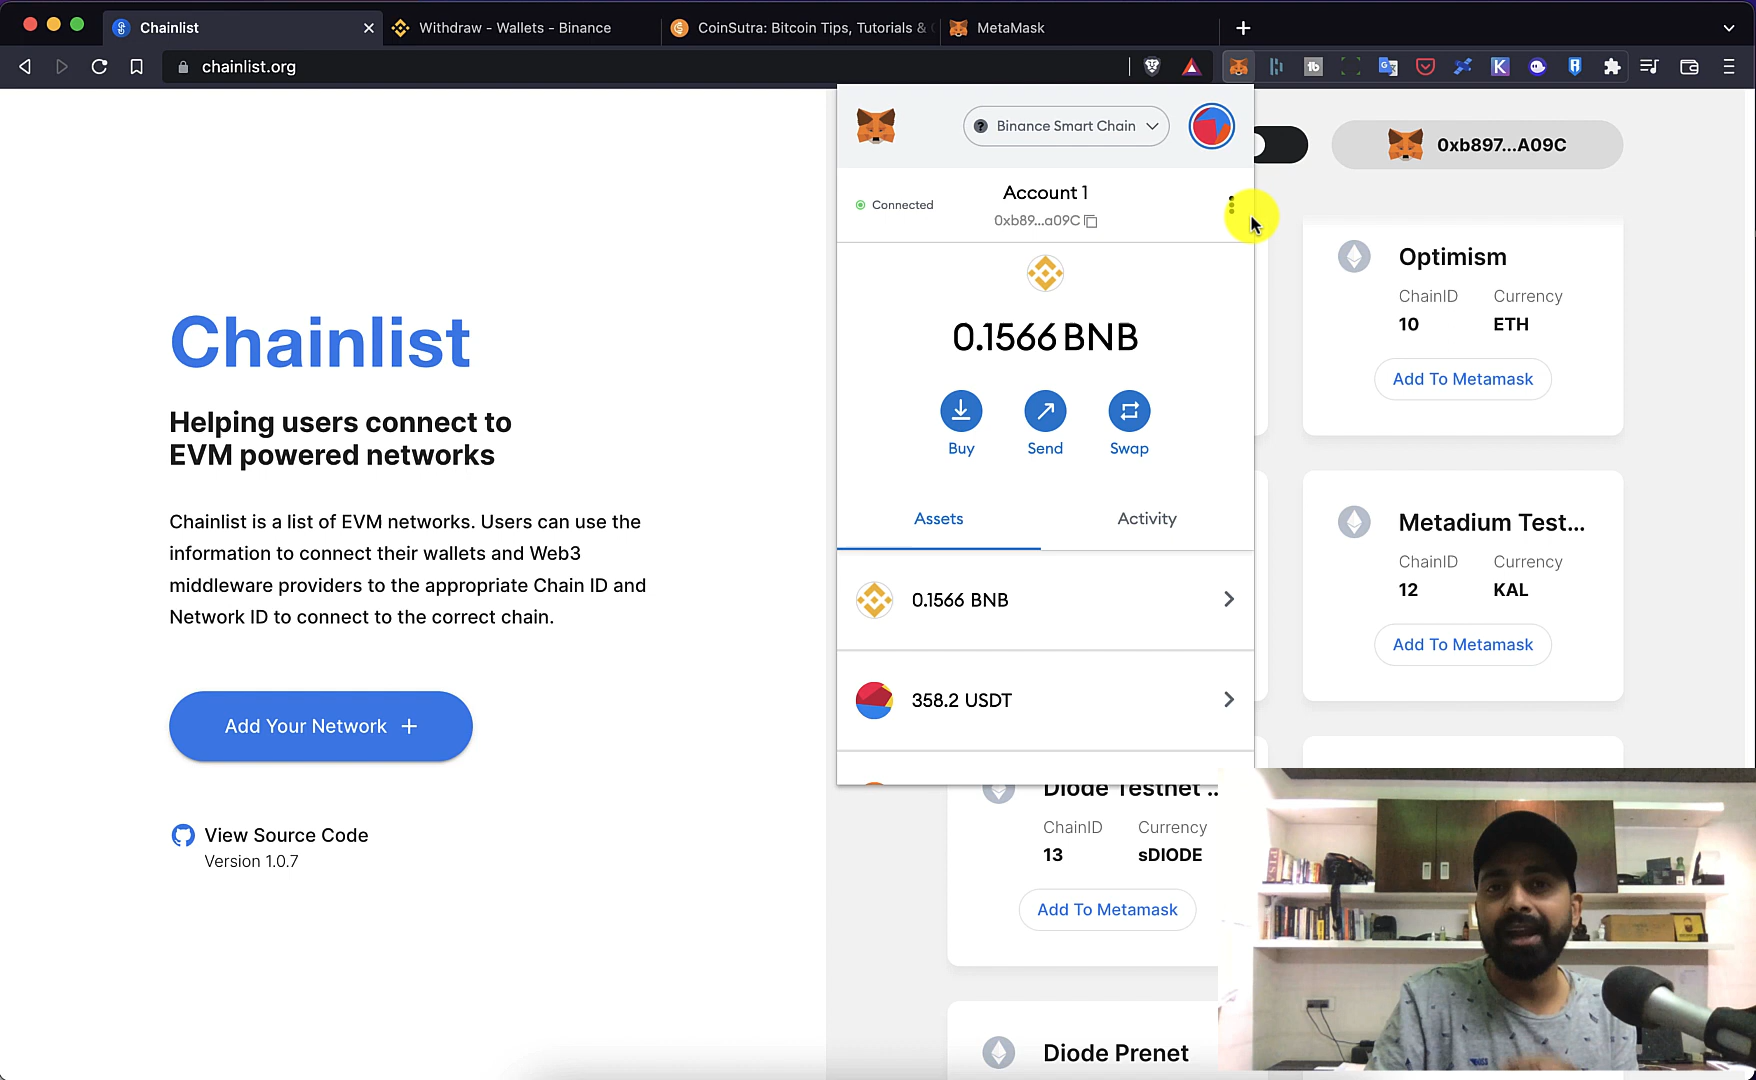 Chainlist
Withdraw - Wallets - Binance
CoinSutra: Bitcoin Tips, Tutorials &
MetaMask
chainlist.org
Chainlist
Helping users connect to
EVM powered networks
Chainlist is a list of EVM networks. Users can use the
information to connect their wallets and Web3
middleware providers to the appropriate Chain ID and
Network ID to connect to the correct chain.
Add Your Network +
View Source Code
Version 1.0.7
Binance Smart Chain
Connected
Account 1
0xb89...a09C
0.1566 BNB
Buy
Send
Swap
Assets
Activity
0.1566 BNB
358.2 USDT
0xb897...A09C
Optimism
ChainID Currency
10 ETH
Add To Metamask
Metadium Test...
ChainID Currency
12 KAL
Add To Metamask
Diode Testnet ..
ChainID Currency
13 sDIODE
Add To Metamask
Diode Prenet